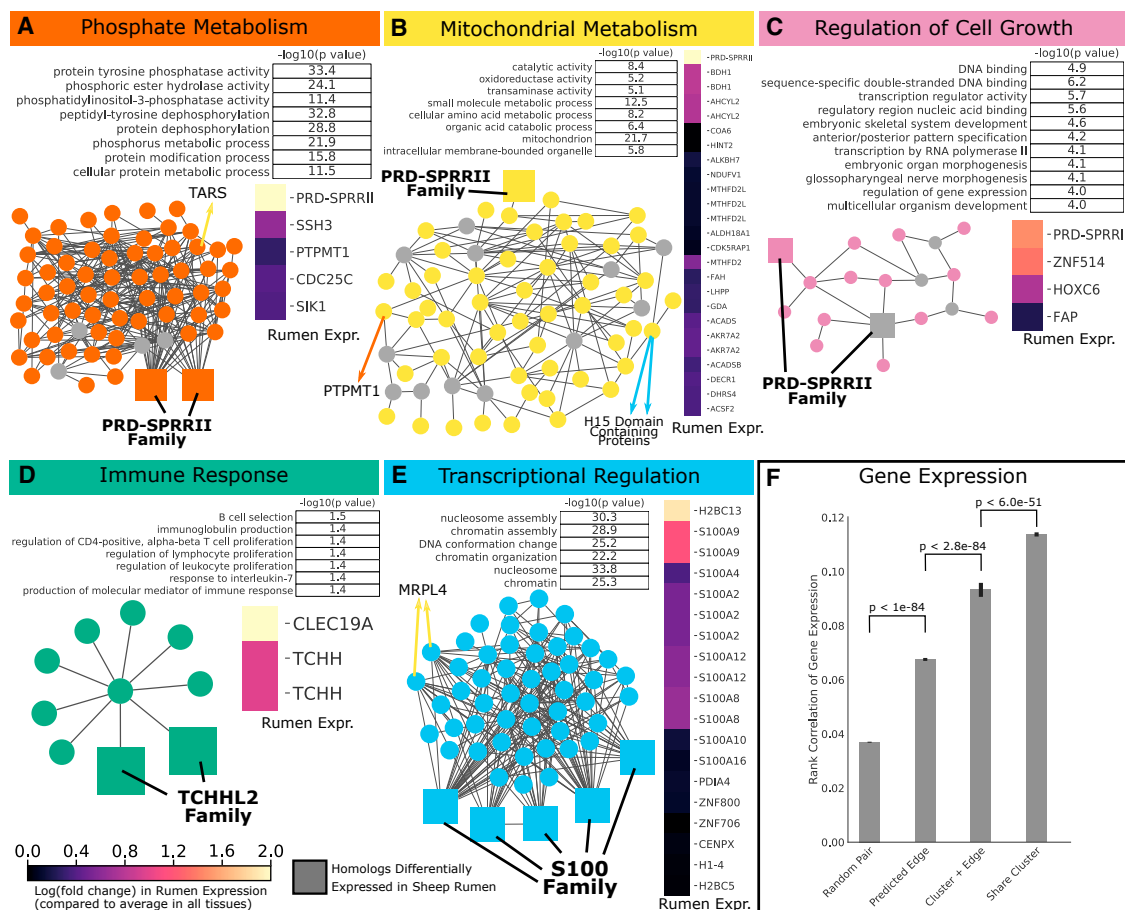 A Phosphate Metabolism
-log10(p value)
protein tyrosine phosphatase activity 33.4
phosphoric ester hydrolase activity 24.1
phosphatidylinositol-3-phosphatase activity 11.4
peptidyl-tyrosine dephosphorylation 32.8
protein dephosphorylation 28.8
phosphorus metabolic process 21.9
protein modification process 15.8
cellular protein metabolic process 11.5
TARS
-PRD-SPRRII
-SSH3
-PTPMT1
-CDC25C
-SIK1
Rumen Expr.
PRD-SPRRII
Family
B Mitochondrial Metabolism
-log10(p value)
catalytic activity 8.4
oxidoreductase activity 5.2
transaminase activity 5.1
small molecule metabolic process 12.5
cellular amino acid metabolic process 8.2
organic acid catabolic process 6.4
mitochondrion 21.7
intracellular membrane-bounded organelle 5.8
PRD-SPRRII
Family
PTPMT1
H15 Domain
Containing
Proteins
-PRD-SPRRII
-BDH1
-BDH1
-AHCYL2
-AHCYL2
-COA6
-HINT2
-ALKBH7
-NDUFV1
-MTHFD2L
-MTHFD2L
-MTHFD2L
-ALDH18A1
-CDK5RAP1
-MTHFD2
-FAH
-LHPP
-GDA
-ACADS
-AKR7A2
-AKR7A2
-ACADSB
-DECR1
-DHRS4
-ACSF2
Rumen Expr.
C Regulation of Cell Growth
-log10(p value)
DNA binding 4.9
sequence-specific double-stranded DNA binding 6.2
transcription regulator activity 5.7
regulatory region nucleic acid binding 5.6
embryonic skeletal system development 4.6
anterior/posterior pattern specification 4.2
transcription by RNA polymerase II 4.1
embryonic organ morphogenesis 4.1
glossopharyngeal nerve morphogenesis 4.1
regulation of gene expression 4.0
multicellular organism development 4.0
-PRD-SPRRI
-ZNF514
-HOXC6
-FAP
Rumen Expr.
PRD-SPRRII
Family
D Immune Response
-log10(p value)
B cell selection 1.5
immunoglobulin production 1.4
regulation of CD4-positive, alpha-beta T cell proliferation 1.4
regulation of lymphocyte proliferation 1.4
regulation of leukocyte proliferation 1.4
response to interleukin-7 1.4
production of molecular mediator of immune response 1.4
-CLEC19A
-TCHH
-TCHH
Rumen Expr.
TCHHL2
Family
0.0 0.4 0.8 1.2 1.6 2.0
Log(fold change) in Rumen Expression
(compared to average in all tissues)
Homologs Differentially
Expressed in Sheep Rumen
E Transcriptional Regulation
-log10(p value)
nucleosome assembly 30.3
chromatin assembly 28.9
DNA conformation change 25.2
chromatin organization 22.2
nucleosome 33.8
chromatin 25.3
MRPL4
S100
Family
-H2BC13
-S100A9
-S100A9
-S100A4
-S100A2
-S100A2
-S100A2
-S100A12
-S100A12
-S100A8
-S100A8
-S100A10
-S100A16
-PDIA4
-ZNF800
-ZNF706
-CENPX
-H1-4
-H2BC5
Rumen Expr.
F Gene Expression
Rank Correlation of Gene Expression
0.12
0.10
0.08
0.06
0.04
0.02
0.00
p < 1e-84
p < 2.8e-84
p < 6.0e-51
Random Pair
Predicted Edge
Cluster + Edge
Share Cluster